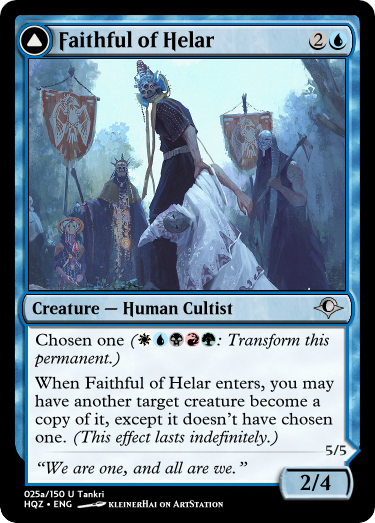 Faithful of Helar 2
Creature — Human Cultist
Chosen one ( : Transform this
permanent.)
When Faithful of Helar enters, you may
have another target creature become a
copy of it, except it doesn't have chosen
one. (This effect lasts indefinitely.)
5/5
“We are one, and all are we.”
2/4
025a/150 U Tankri
HQZ • ENG kleinerHai on ArtStation